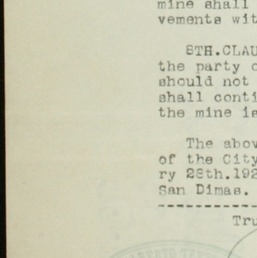 mine shall
vements wit
8TH.CLAU
the party o
should not
shall conti
the mine is
The abov
of the City
ry 28th.192
San Dimas.
Tru